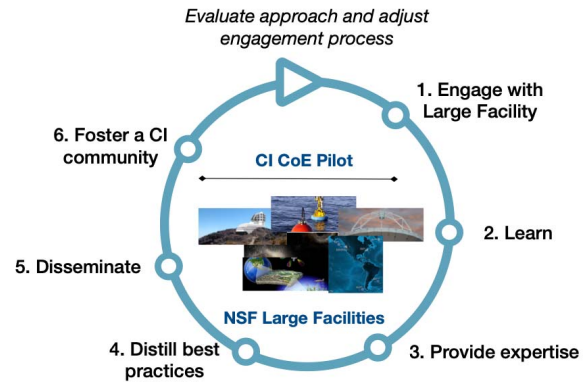 Evaluate approach and adjust
engagement process
1. Engage with
Large Facility
2. Learn
3. Provide expertise
4. Distill best
practices
5. Disseminate
6. Foster a CI
community
CI CoE Pilot
NSF Large Facilities